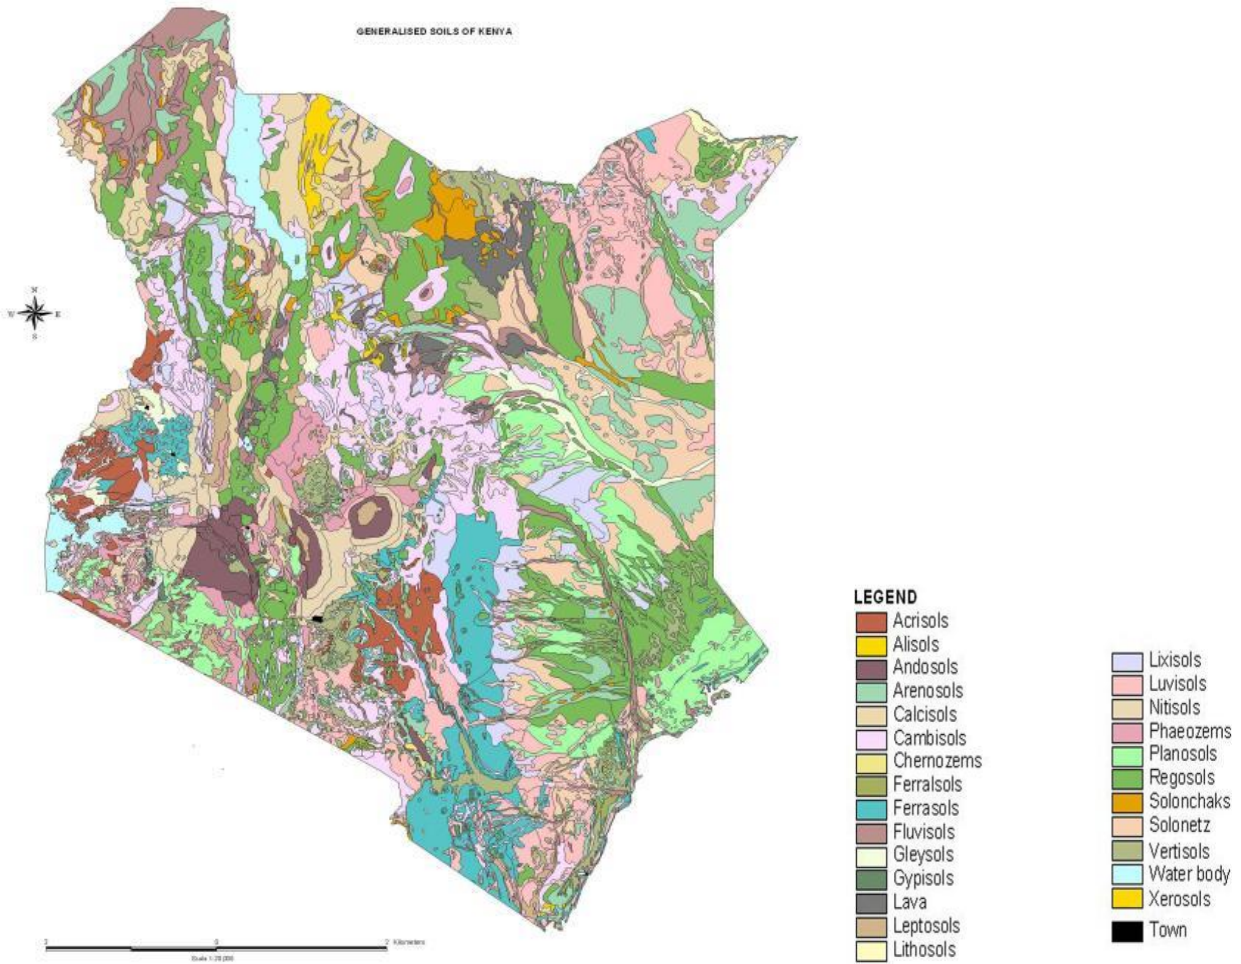 GENERALISED SOILS OF KENYA
N
W E
S
LEGEND
Acrisols
Alisols
Andosols
Arenosols
Calcisols
Cambisols
Chernozems
Ferralsols
Ferrasols
Fluvisols
Gleysols
Gypisols
Lava
Leptosols
Lithosols
Lixisols
Luvisols
Nitisols
Phaeozems
Planosols
Regosols
Solonchaks
Solonetz
Vertisols
Water body
Xerosols
Town
2 Kilometers